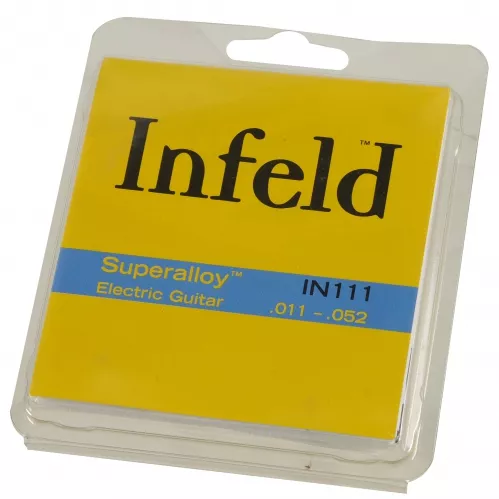 Infeld™
Superalloy™ IN111
Electric Guitar .011 – .052